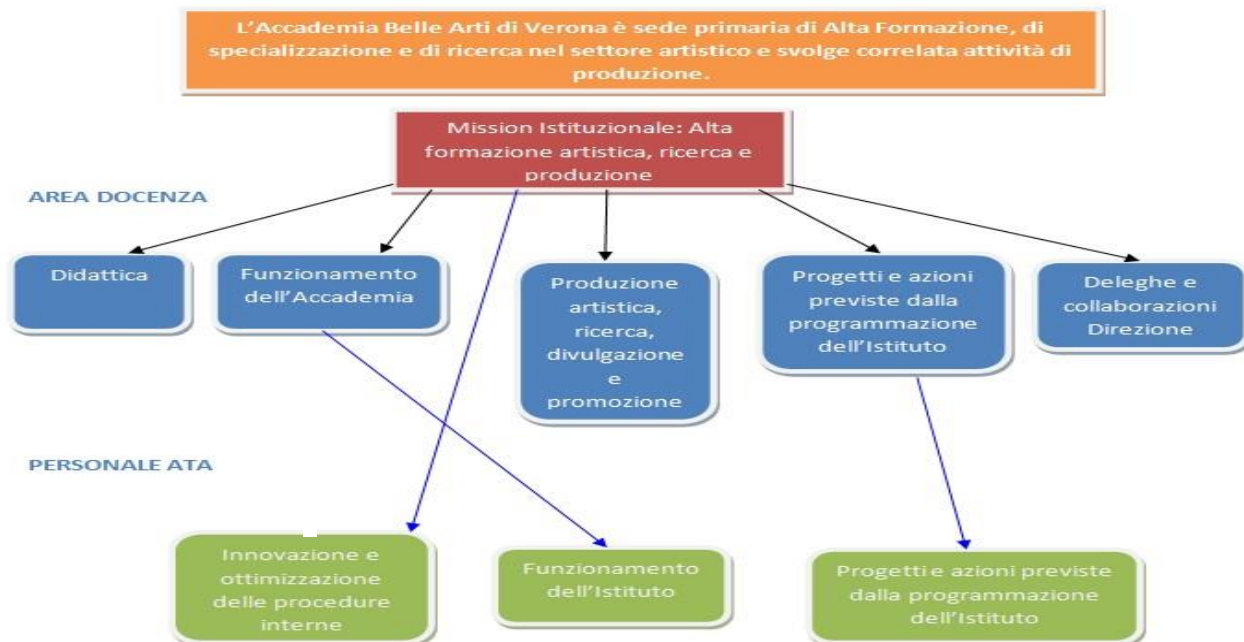 L'Accademia Belle Arti di Verona è sede primaria di Alta Formazione, di
specializzazione e di ricerca nel settore artistico e svolge correlata attività di
produzione.
Mission Istituzionale: Alta
formazione artistica, ricerca e
produzione
AREA DOCENZA
Didattica
Funzionamento
dell'Accademia
Produzione
artistica,
ricerca,
divulgazione
e
promozione
Progetti e azioni
previste dalla
programmazione
dell'Istituto
Deleghe e
collaborazioni
Direzione
PERSONALE ATA
Innovazione e
ottimizzazione
delle procedure
interne
Funzionamento
dell'Istituto
Progetti e azioni previste
dalla programmazione
dell'Istituto